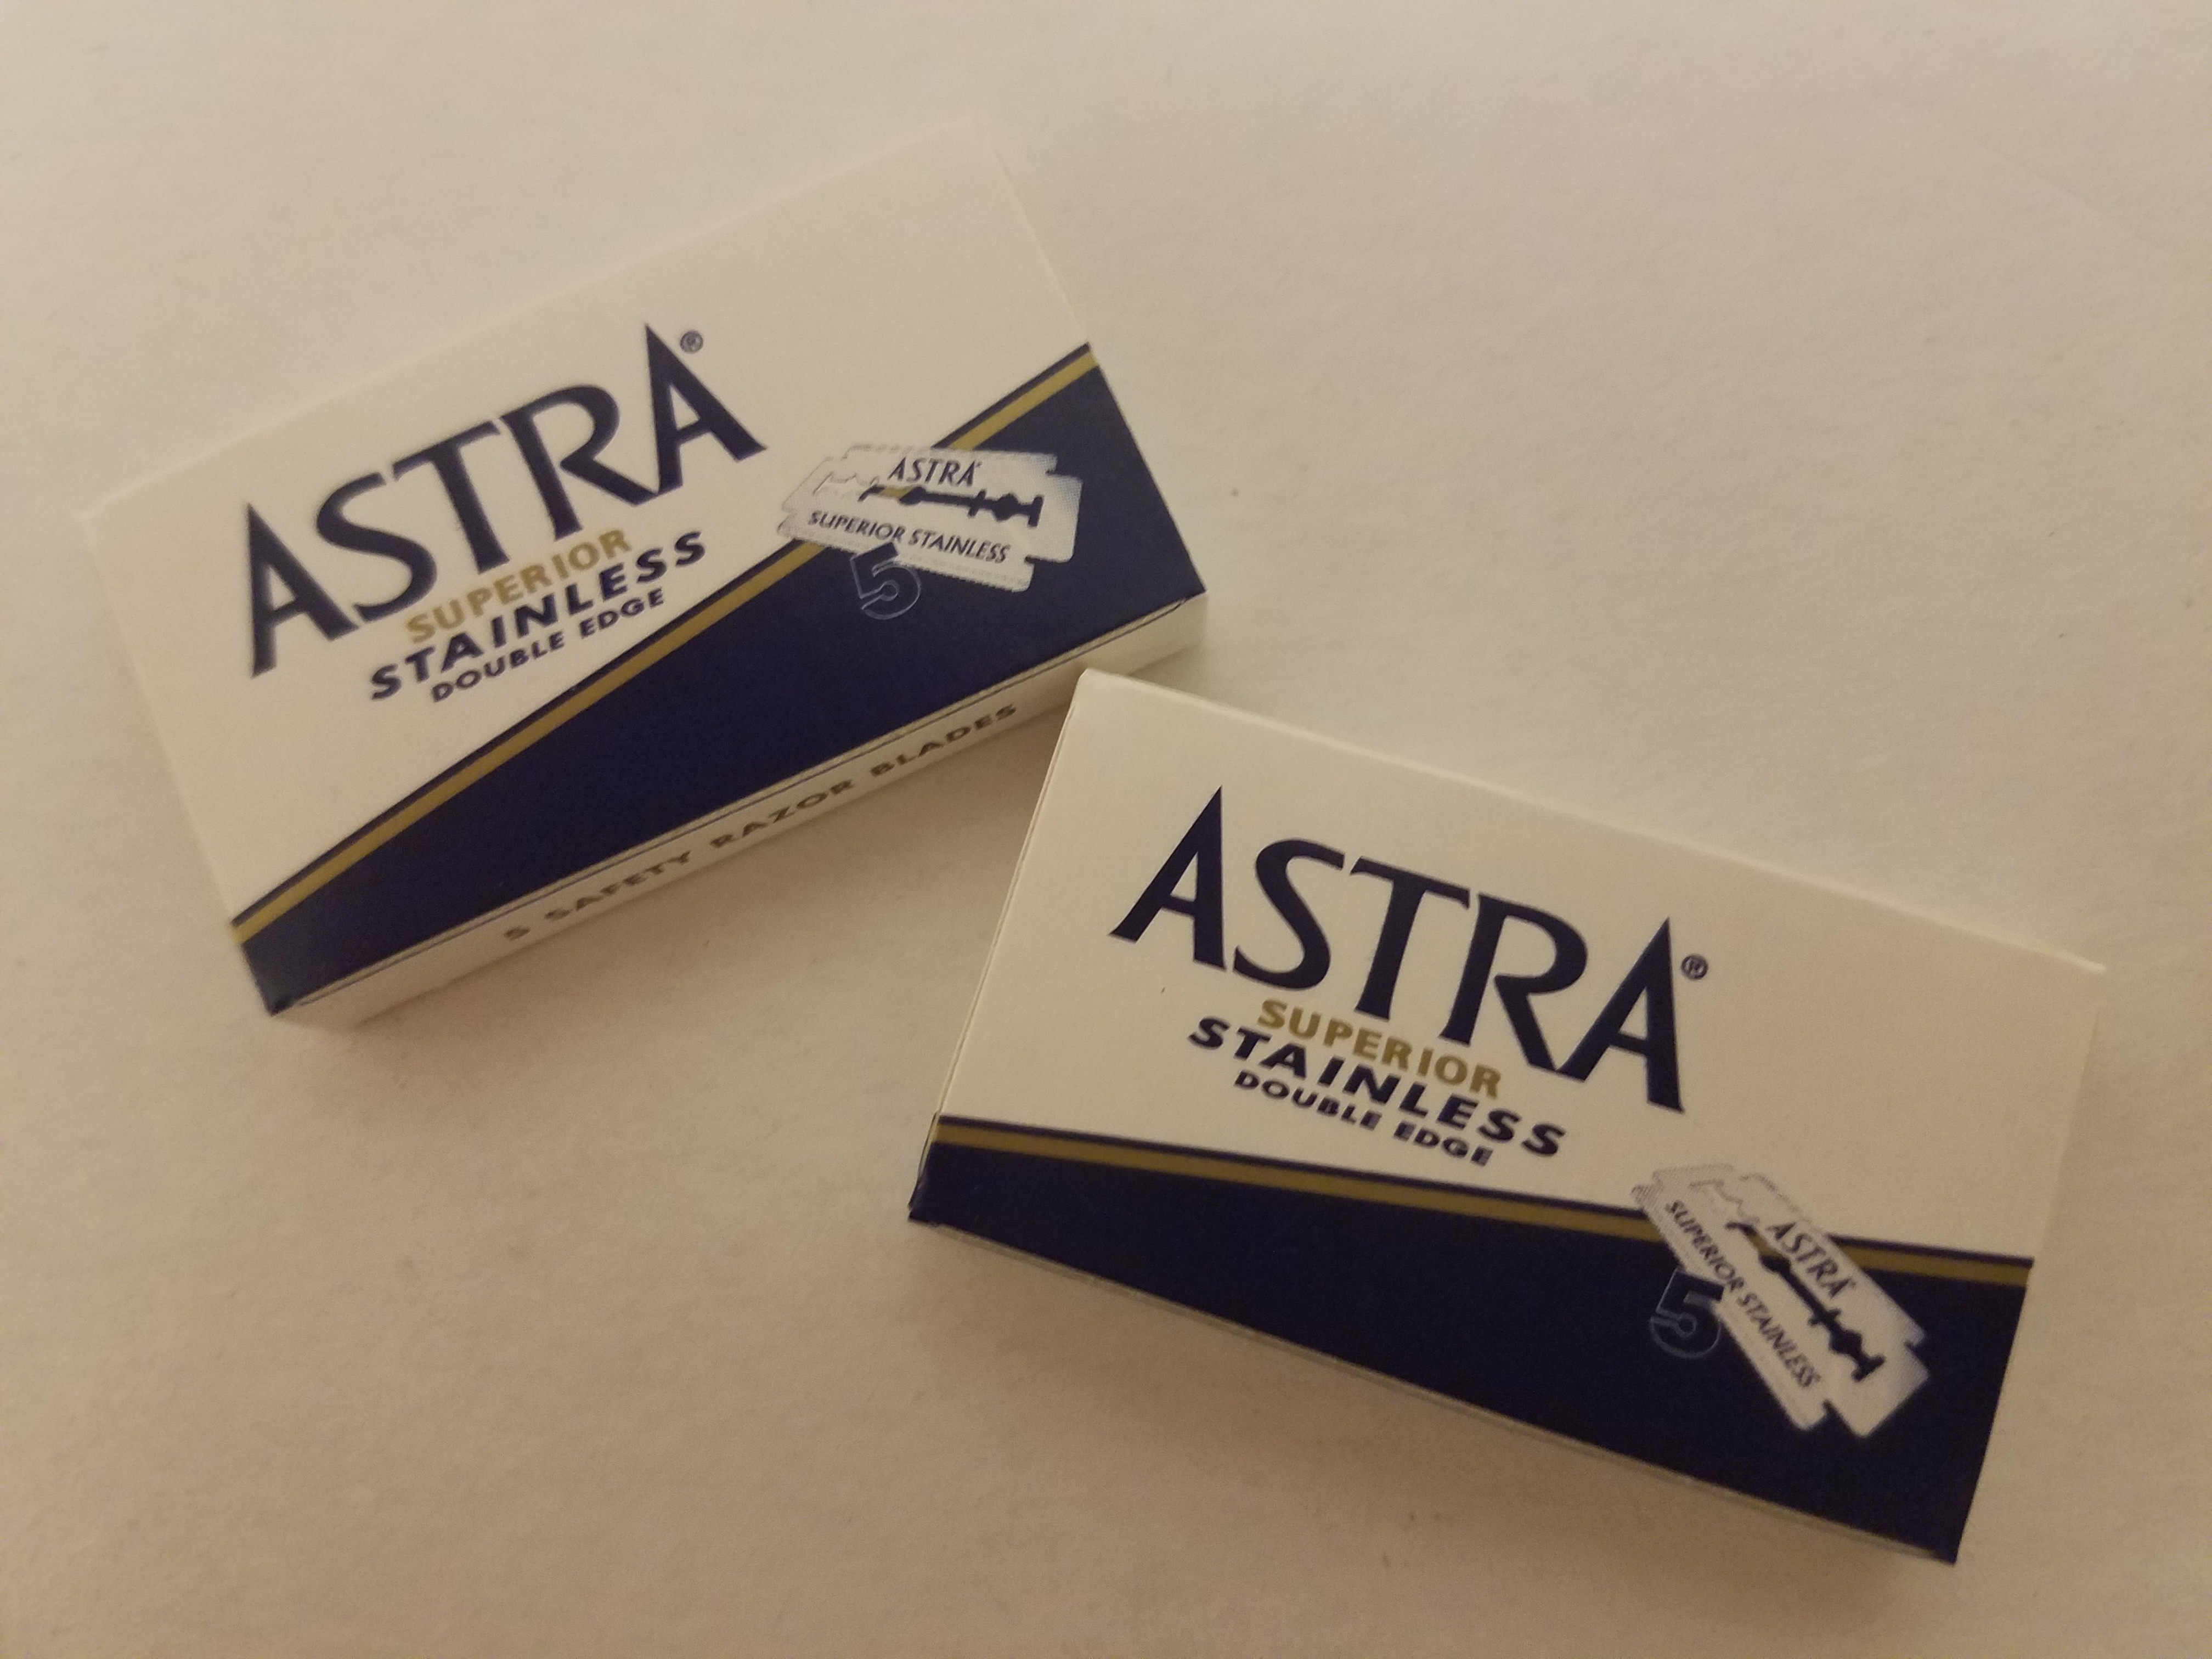 ASTRA®
SUPERIOR
STAINLESS
DOUBLE EDGE
ASTRA®
SUPERIOR STAINLESS
5
5 SAFETY RAZOR BLADES
ASTRA®
SUPERIOR
STAINLESS
DOUBLE EDGE
ASTRA®
SUPERIOR STAINLESS
5